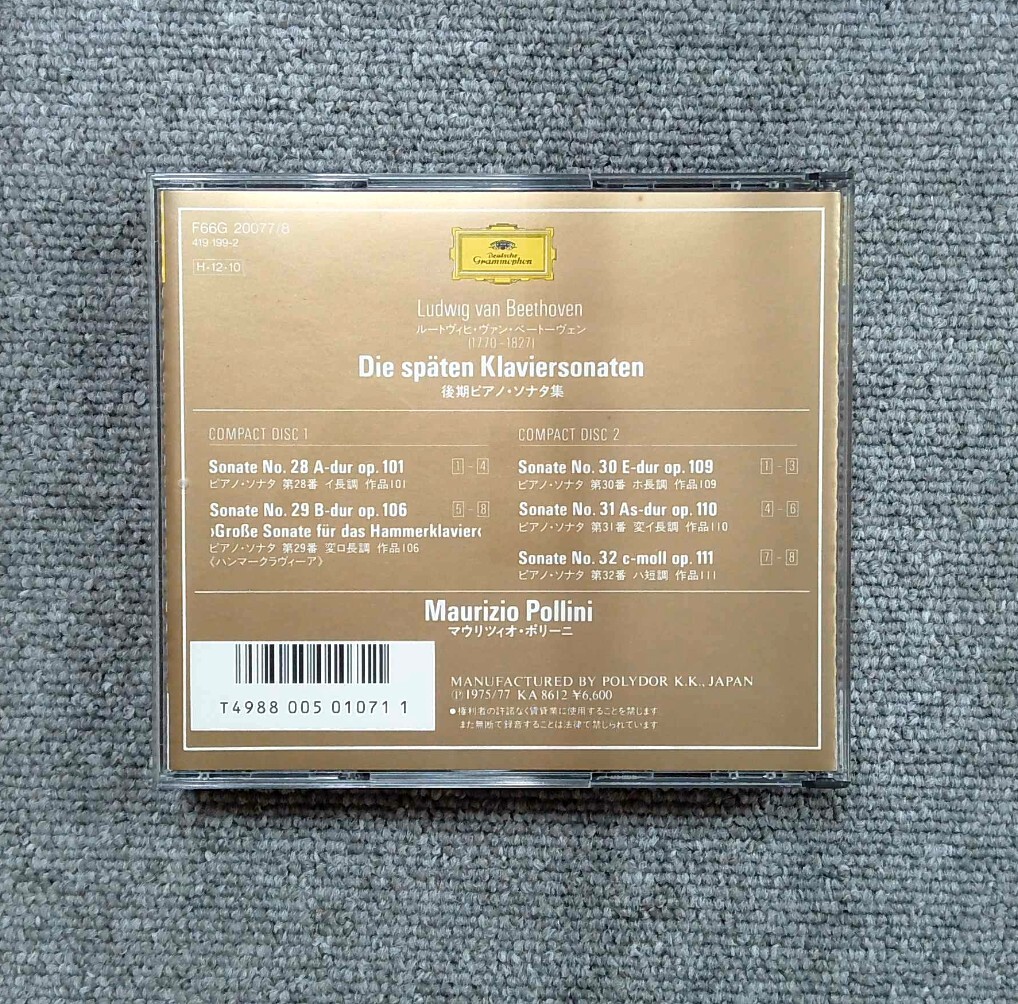 F66G 20077/8
419 199-2
H-12-10
Deutsche
Grammophon
Ludwig van Beethoven
ルートヴィヒ・ヴァン・ベートーヴェン
(1770-1827)
Die späten Klaviersonaten
後期ピアノ・ソナタ集
COMPACT DISC 1
Sonate No. 28 A-dur op. 101 1 - 4
ピアノ・ソナタ 第28番 イ長調 作品101
Sonate No. 29 B-dur op. 106 5 - 8
›Große Sonate für das Hammerklavier‹
ピアノ・ソナタ 第29番 変ロ長調 作品106
《ハンマークラヴィーア》
COMPACT DISC 2
Sonate No. 30 E-dur op. 109 1 - 3
ピアノ・ソナタ 第30番 ホ長調 作品109
Sonate No. 31 As-dur op. 110 4 - 6
ピアノ・ソナタ 第31番 変イ長調 作品110
Sonate No. 32 c-moll op. 111 7 - 8
ピアノ・ソナタ 第32番 ハ短調 作品111
Maurizio Pollini
マウリツィオ・ポリーニ
T4988 005 01071 1
MANUFACTURED BY POLYDOR K.K., JAPAN
℗ 1975/77 KA 8612 ¥6,600
●権利者の許諾なく賃貸業に使用することを禁じます
また無断で録音することは法律で禁じられています